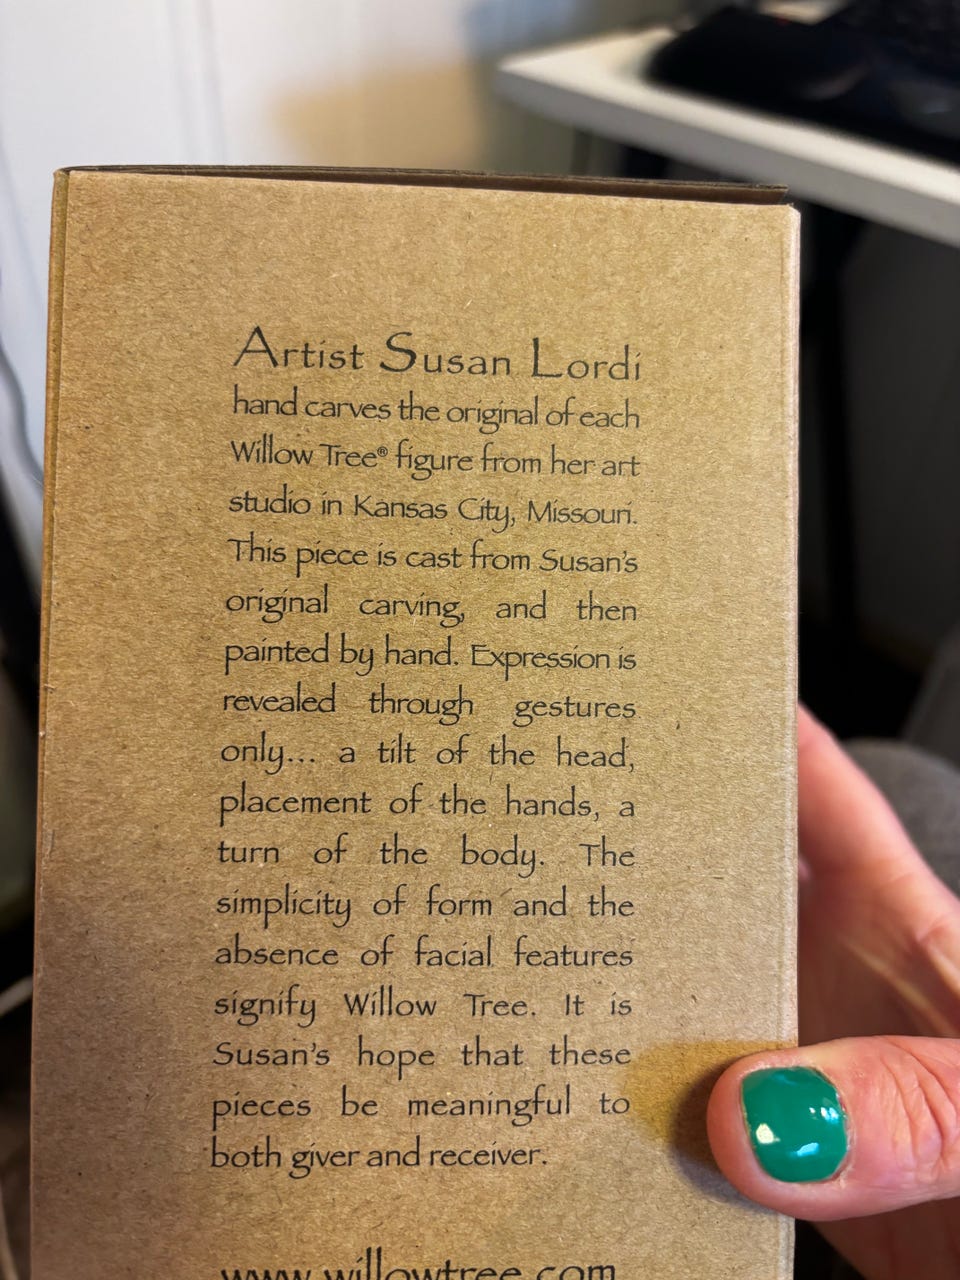 Artist Susan Lordi
hand carves the original of each
Willow Tree® figure from her art
studio in Kansas City, Missouri.
This piece is cast from Susan's
original carving, and then
painted by hand. Expression is
revealed through gestures
only... a tilt of the head,
placement of the hands, a
turn of the body. The
simplicity of form and the
absence of facial features
signify Willow Tree. It is
Susan's hope that these
pieces be meaningful to
both giver and receiver.
www.willowtree.com